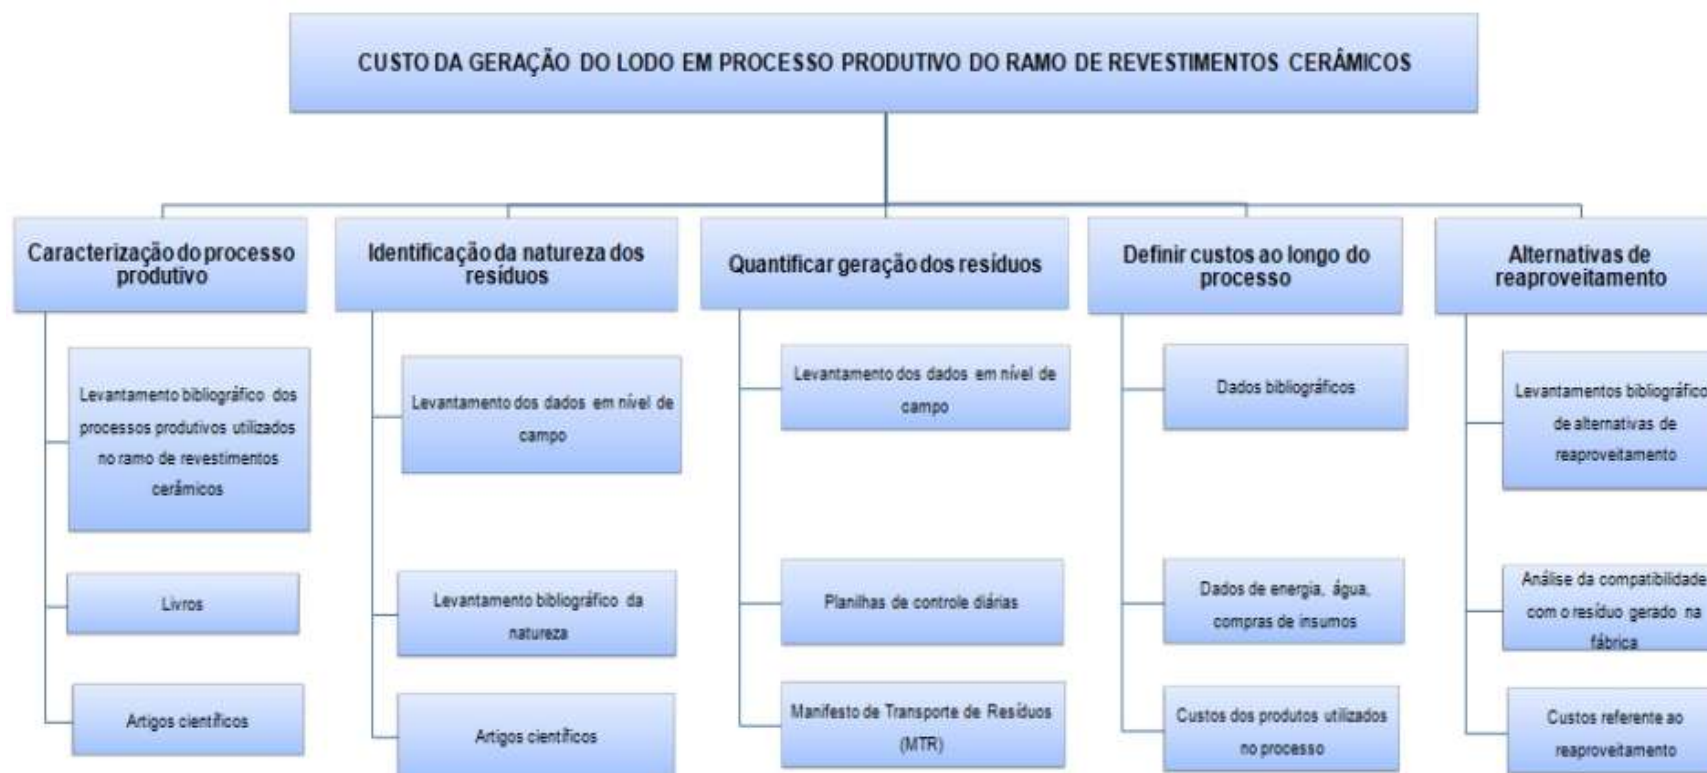 CUSTO DA GERAÇÃO DO LODO EM PROCESSO PRODUTIVO DO RAMO DE REVESTIMENTOS CERÂMICOS
Caracterização do processo
produtivo
Levantamento bibliográfico dos
processos produtivos utilizados
no ramo de revestimentos
cerâmicos
Livros
Artigos científicos
Identificação da natureza dos
resíduos
Levantamento dos dados em nível de
campo
Levantamento bibliográfico da
natureza
Artigos científicos
Quantificar geração dos resíduos
Levantamento dos dados em nível de
campo
Planilhas de controle diárias
Manifesto de Transporte de Resíduos
(MTR)
Definir custos ao longo do
processo
Dados bibliográficos
Dados de energia, água,
compras de insumos
Custos dos produtos utilizados
no processo
Alternativas de
reaproveitamento
Levantamentos bibliográfico
de alternativas de
reaproveitamento
Análise da compatibilidade
com o resíduo gerado na
fábrica
Custos referente ao
reaproveitamento